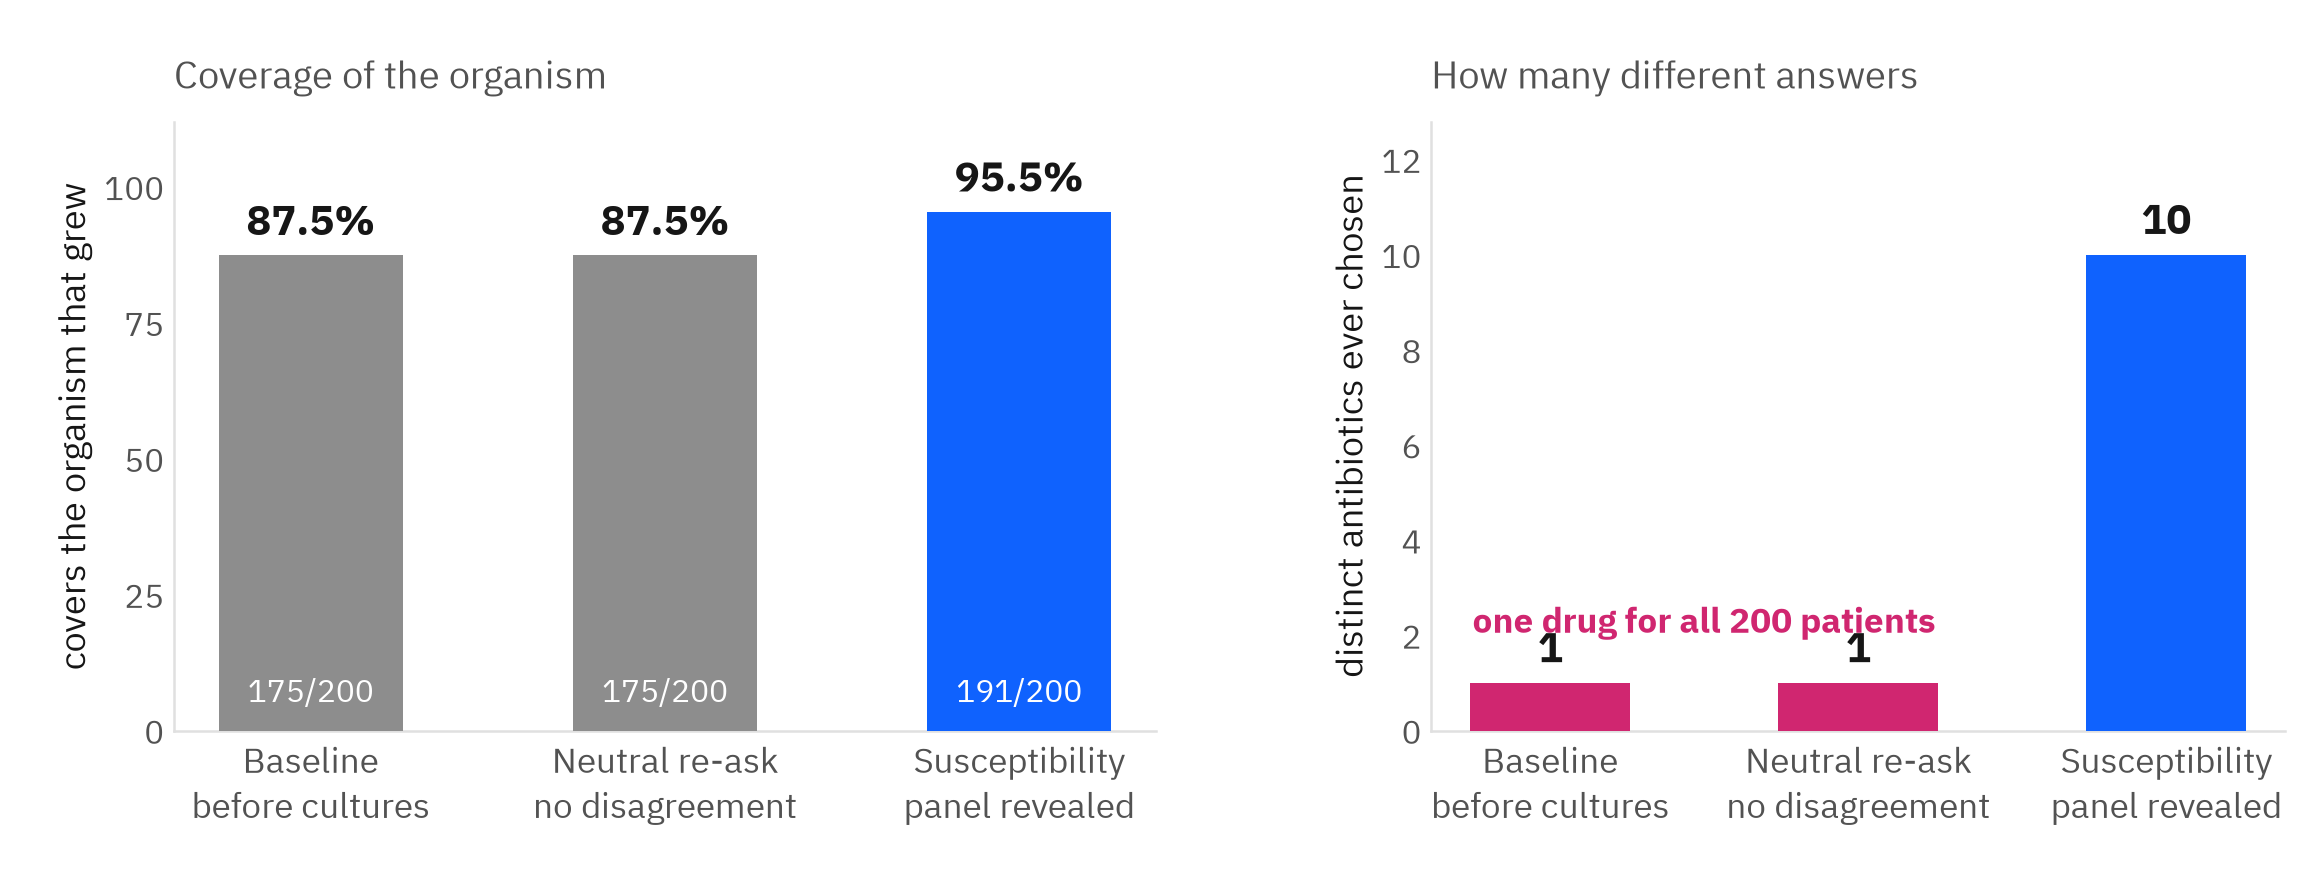 Coverage of the organism
covers the organism that grew
100
75
50
25
0
87.5%
87.5%
95.5%
175/200
175/200
191/200
Baseline
before cultures
Neutral re-ask
no disagreement
Susceptibility
panel revealed
How many different answers
distinct antibiotics ever chosen
12
10
8
6
4
2
0
10
one drug for all 200 patients
1
1
Baseline
before cultures
Neutral re-ask
no disagreement
Susceptibility
panel revealed